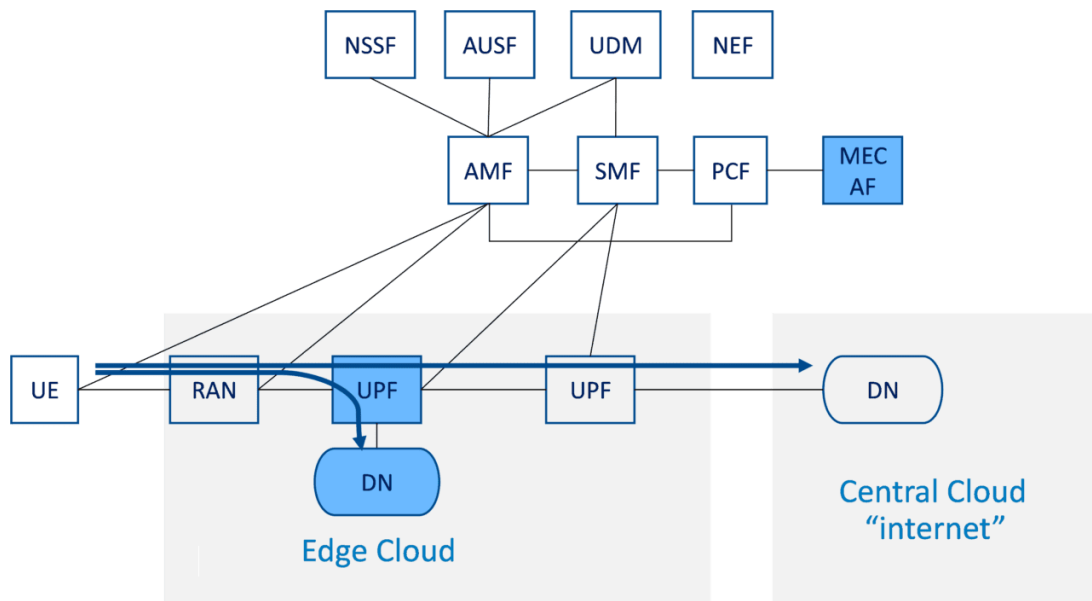 NSSF
AUSF
UDM
NEF
AMF
SMF
PCF
MEC
AF
UE
RAN
UPF
UPF
DN
DN
Edge Cloud
Central Cloud
“internet”